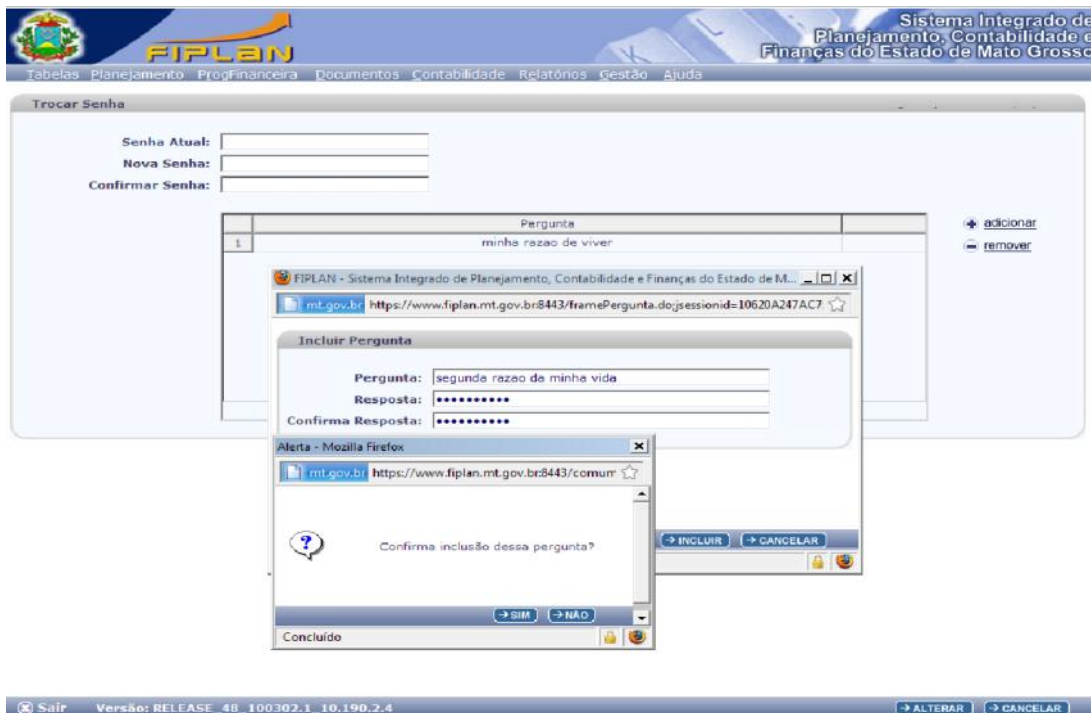 FIPLAN
Sistema Integrado de
Planejamento, Contabilidade e
Finanças do Estado de Mato Grosso
Tabelas Planejamento ProgFinanceira Documentos Contabilidade Relatórios Gestão Ajuda
Trocar Senha
Senha Atual:
Nova Senha:
Confirmar Senha:
Pergunta
1 minha razao de viver
adicionar
remover
FIPLAN - Sistema Integrado de Planejamento, Contabilidade e Finanças do Estado de M...
mt.gov.br https://www.fiplan.mt.gov.br:8443/framePergunta.do;jsessionid=10620A247AC7
Incluir Pergunta
Pergunta: segunda razao da minha vida
Resposta: ••••••••••
Confirma Resposta: ••••••••••
INCLUIR CANCELAR
Alerta - Mozilla Firefox
mt.gov.br https://www.fiplan.mt.gov.br:8443/comum
Confirma inclusão dessa pergunta?
SIM NÃO
Concluído
Sair Versão: RELEASE_48_100302.1_10.190.2.4
ALTERAR CANCELAR